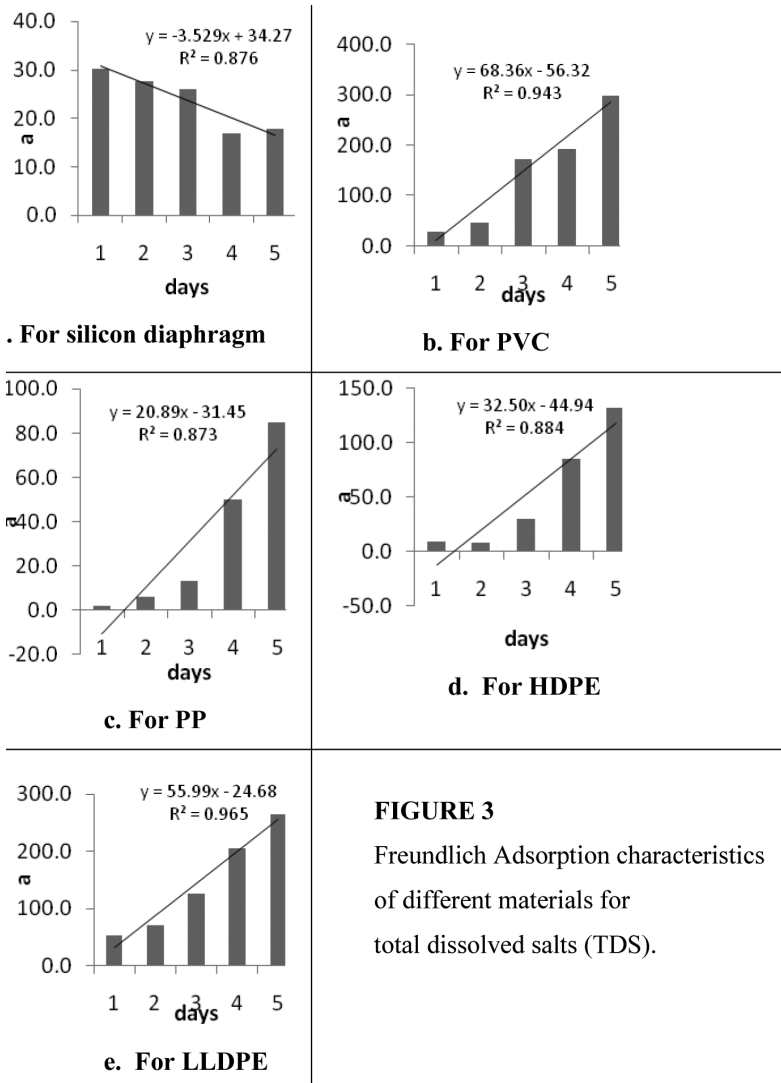 40.0
30.0
20.0
10.0
0.0
a
y = -3.529x + 34.27
R² = 0.876
1 2 3 4 5
days
. For silicon diaphragm
400.0
300.0
200.0
100.0
0.0
a
y = 68.36x - 56.32
R² = 0.943
1 2 3 4 5
days
b. For PVC
100.0
80.0
60.0
40.0
20.0
0.0
-20.0
a
y = 20.89x - 31.45
R² = 0.873
1 2 3 4 5
days
c. For PP
150.0
100.0
50.0
0.0
-50.0
a
y = 32.50x - 44.94
R² = 0.884
1 2 3 4 5
days
d. For HDPE
300.0
200.0
100.0
0.0
a
y = 55.99x - 24.68
R² = 0.965
1 2 3 4 5
days
e. For LLDPE
FIGURE 3
Freundlich Adsorption characteristics
of different materials for
total dissolved salts (TDS).